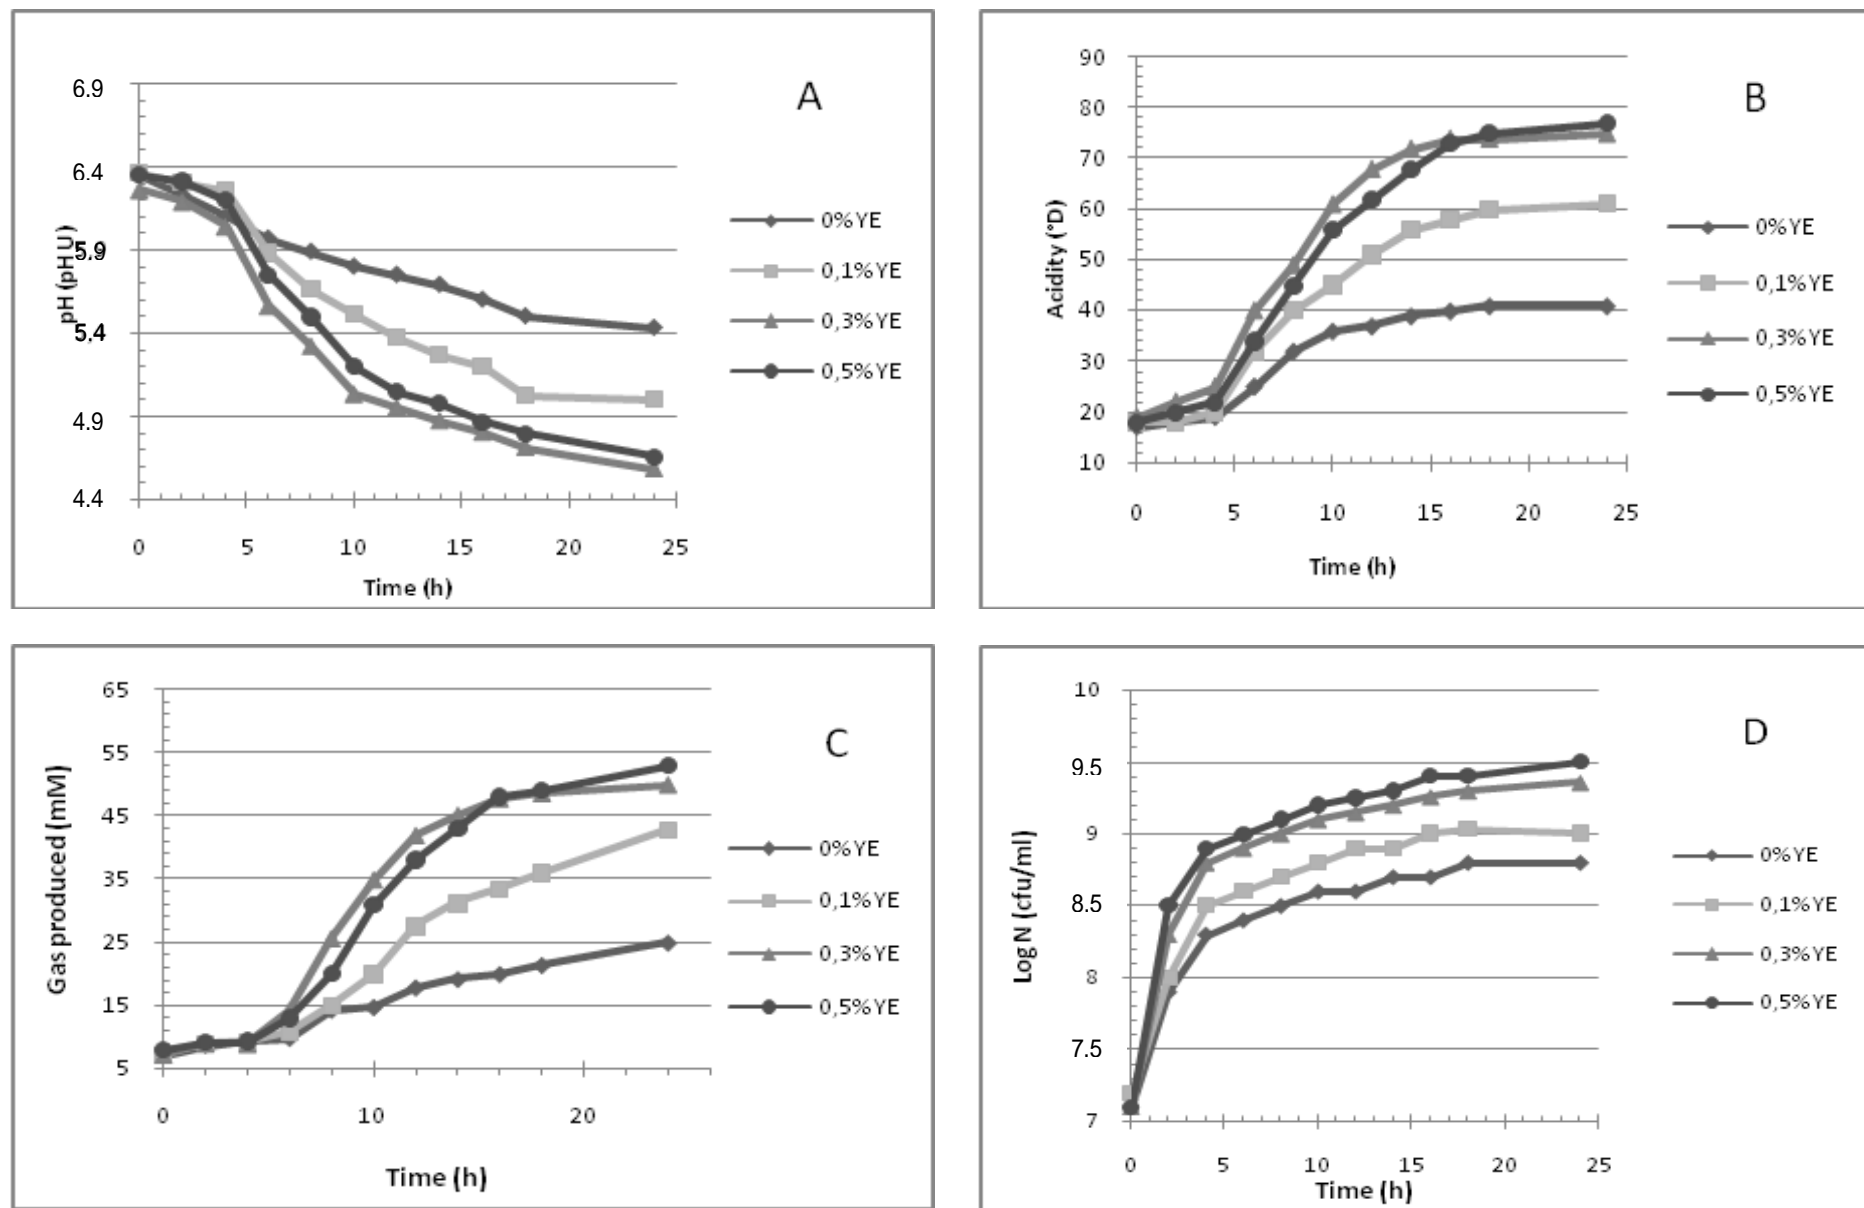 A
6.9
6.4
5.9
5.4
4.9
4.4
pH (pHU)
0 5 10 15 20 25
Time (h)
0%YE
0,1%YE
0,3%YE
0,5%YE
B
90
80
70
60
50
40
30
20
10
Acidity (°D)
0 5 10 15 20 25
Time (h)
0%YE
0,1%YE
0,3%YE
0,5%YE
C
65
55
45
35
25
15
5
Gas produced (mM)
0 10 20
Time (h)
0%YE
0,1%YE
0,3%YE
0,5%YE
D
10
9.5
9
8.5
8
7.5
7
Log N (cfu/ml)
0 5 10 15 20 25
Time (h)
0%YE
0,1%YE
0,3%YE
0,5%YE